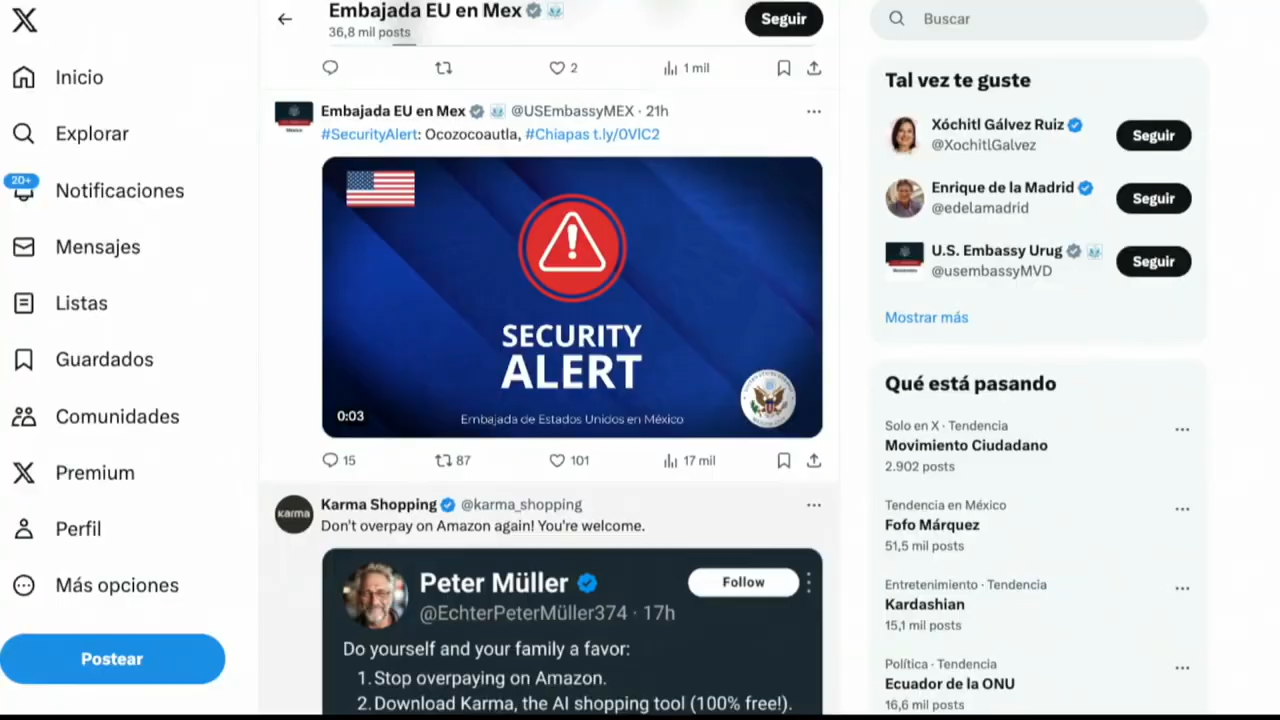 Inicio
Explorar
20+
Notificaciones
Mensajes
Listas
Guardados
Comunidades
Premium
Perfil
Más opciones
Postear
Embajada EU en Mex
36,8 mil posts
Seguir
2
1 mil
Embajada EU en Mex @USEmbassyMEX · 21h
#SecurityAlert: Ocozocoautla, #Chiapas t.ly/0VlC2
SECURITY
ALERT
0:03
Embajada de Estados Unidos en México
15
87
101
17 mil
karma
Karma Shopping @karma_shopping
Don't overpay on Amazon again! You're welcome.
Peter Müller
Follow
@EchterPeterMüller374 · 17h
Do yourself and your family a favor:
1. Stop overpaying on Amazon.
2. Download Karma, the AI shopping tool (100% free!).
Buscar
Tal vez te guste
Xóchitl Gálvez Ruiz
@XochitlGalvez
Seguir
Enrique de la Madrid
@edelamadrid
Seguir
U.S. Embassy Urug
@usembassyMVD
Seguir
Mostrar más
Qué está pasando
Solo en X · Tendencia
Movimiento Ciudadano
2.902 posts
Tendencia en México
Fofo Márquez
51,5 mil posts
Entretenimiento · Tendencia
Kardashian
15,1 mil posts
Política · Tendencia
Ecuador de la ONU
16,6 mil posts